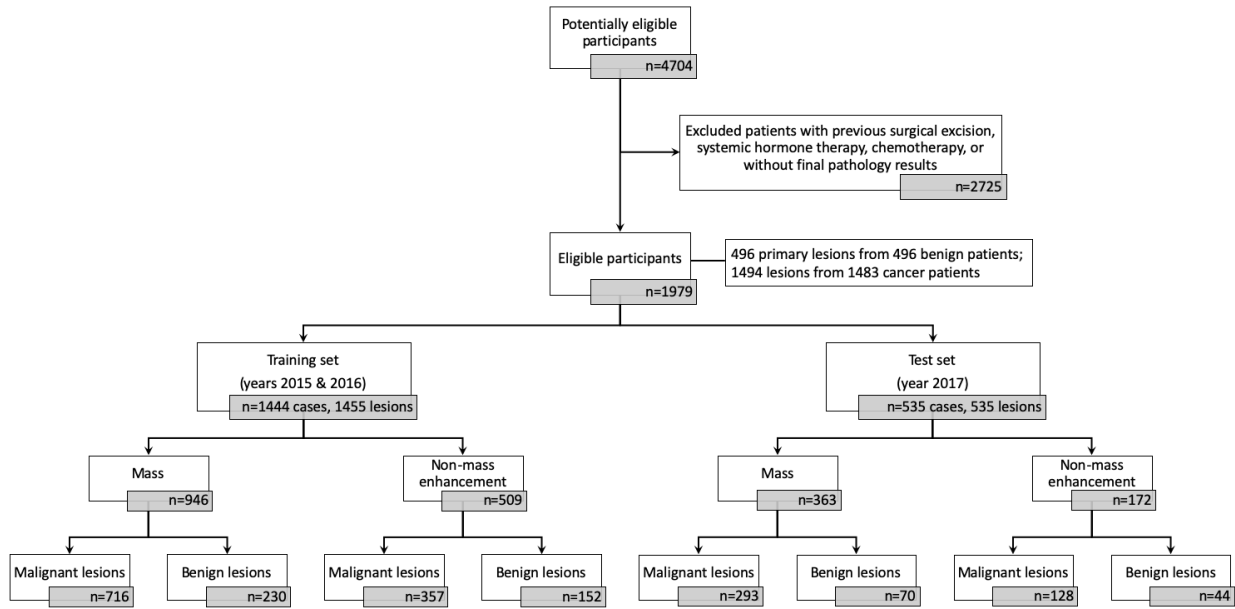 Potentially eligible
participants
n=4704
Excluded patients with previous surgical excision,
systemic hormone therapy, chemotherapy, or
without final pathology results
n=2725
Eligible participants
n=1979
496 primary lesions from 496 benign patients;
1494 lesions from 1483 cancer patients
Training set
(years 2015 & 2016)
n=1444 cases, 1455 lesions
Test set
(year 2017)
n=535 cases, 535 lesions
Mass
n=946
Non-mass
enhancement
n=509
Mass
n=363
Non-mass
enhancement
n=172
Malignant lesions
n=716
Benign lesions
n=230
Malignant lesions
n=357
Benign lesions
n=152
Malignant lesions
n=293
Benign lesions
n=70
Malignant lesions
n=128
Benign lesions
n=44